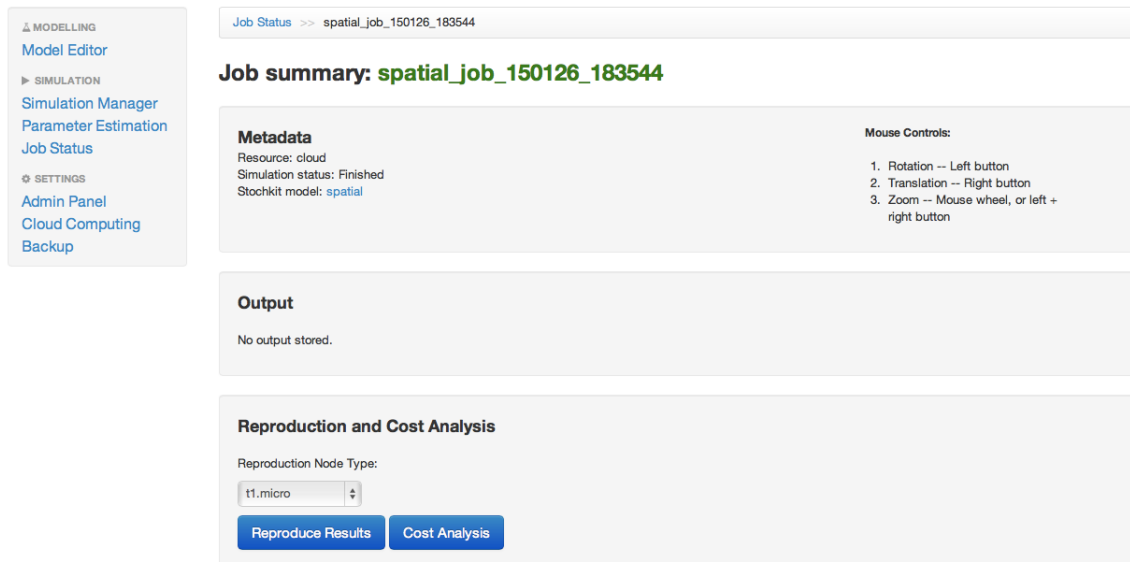 MODELLING
Model Editor
SIMULATION
Simulation Manager
Parameter Estimation
Job Status
SETTINGS
Admin Panel
Cloud Computing
Backup
Job Status >> spatial_job_150126_183544
Job summary: spatial_job_150126_183544
Metadata
Resource: cloud
Simulation status: Finished
Stochkit model: spatial
Mouse Controls:
1. Rotation -- Left button
2. Translation -- Right button
3. Zoom -- Mouse wheel, or left +
right button
Output
No output stored.
Reproduction and Cost Analysis
Reproduction Node Type:
t1.micro
Reproduce Results Cost Analysis